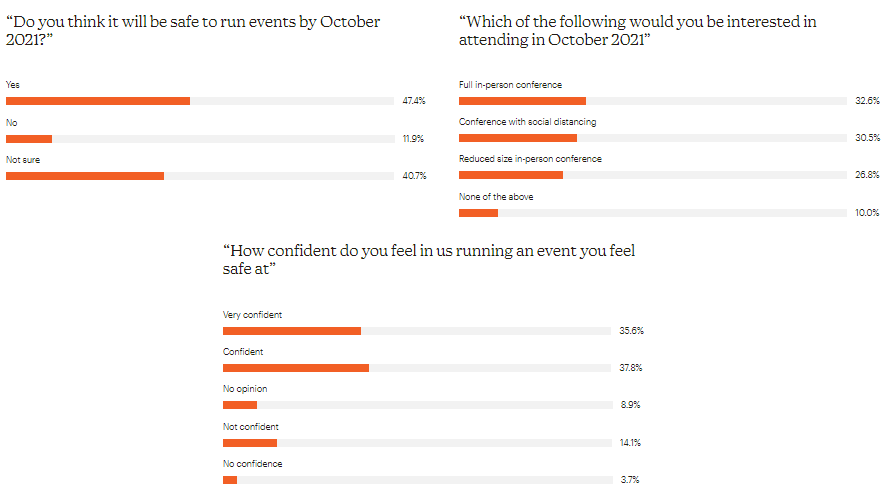 “Do you think it will be safe to run events by October
2021?”
Yes
47.4%
No
11.9%
Not sure
40.7%
“Which of the following would you be interested in
attending in October 2021”
Full in-person conference
32.6%
Conference with social distancing
30.5%
Reduced size in-person conference
26.8%
None of the above
10.0%
“How confident do you feel in us running an event you feel
safe at”
Very confident
35.6%
Confident
37.8%
No opinion
8.9%
Not confident
14.1%
No confidence
3.7%